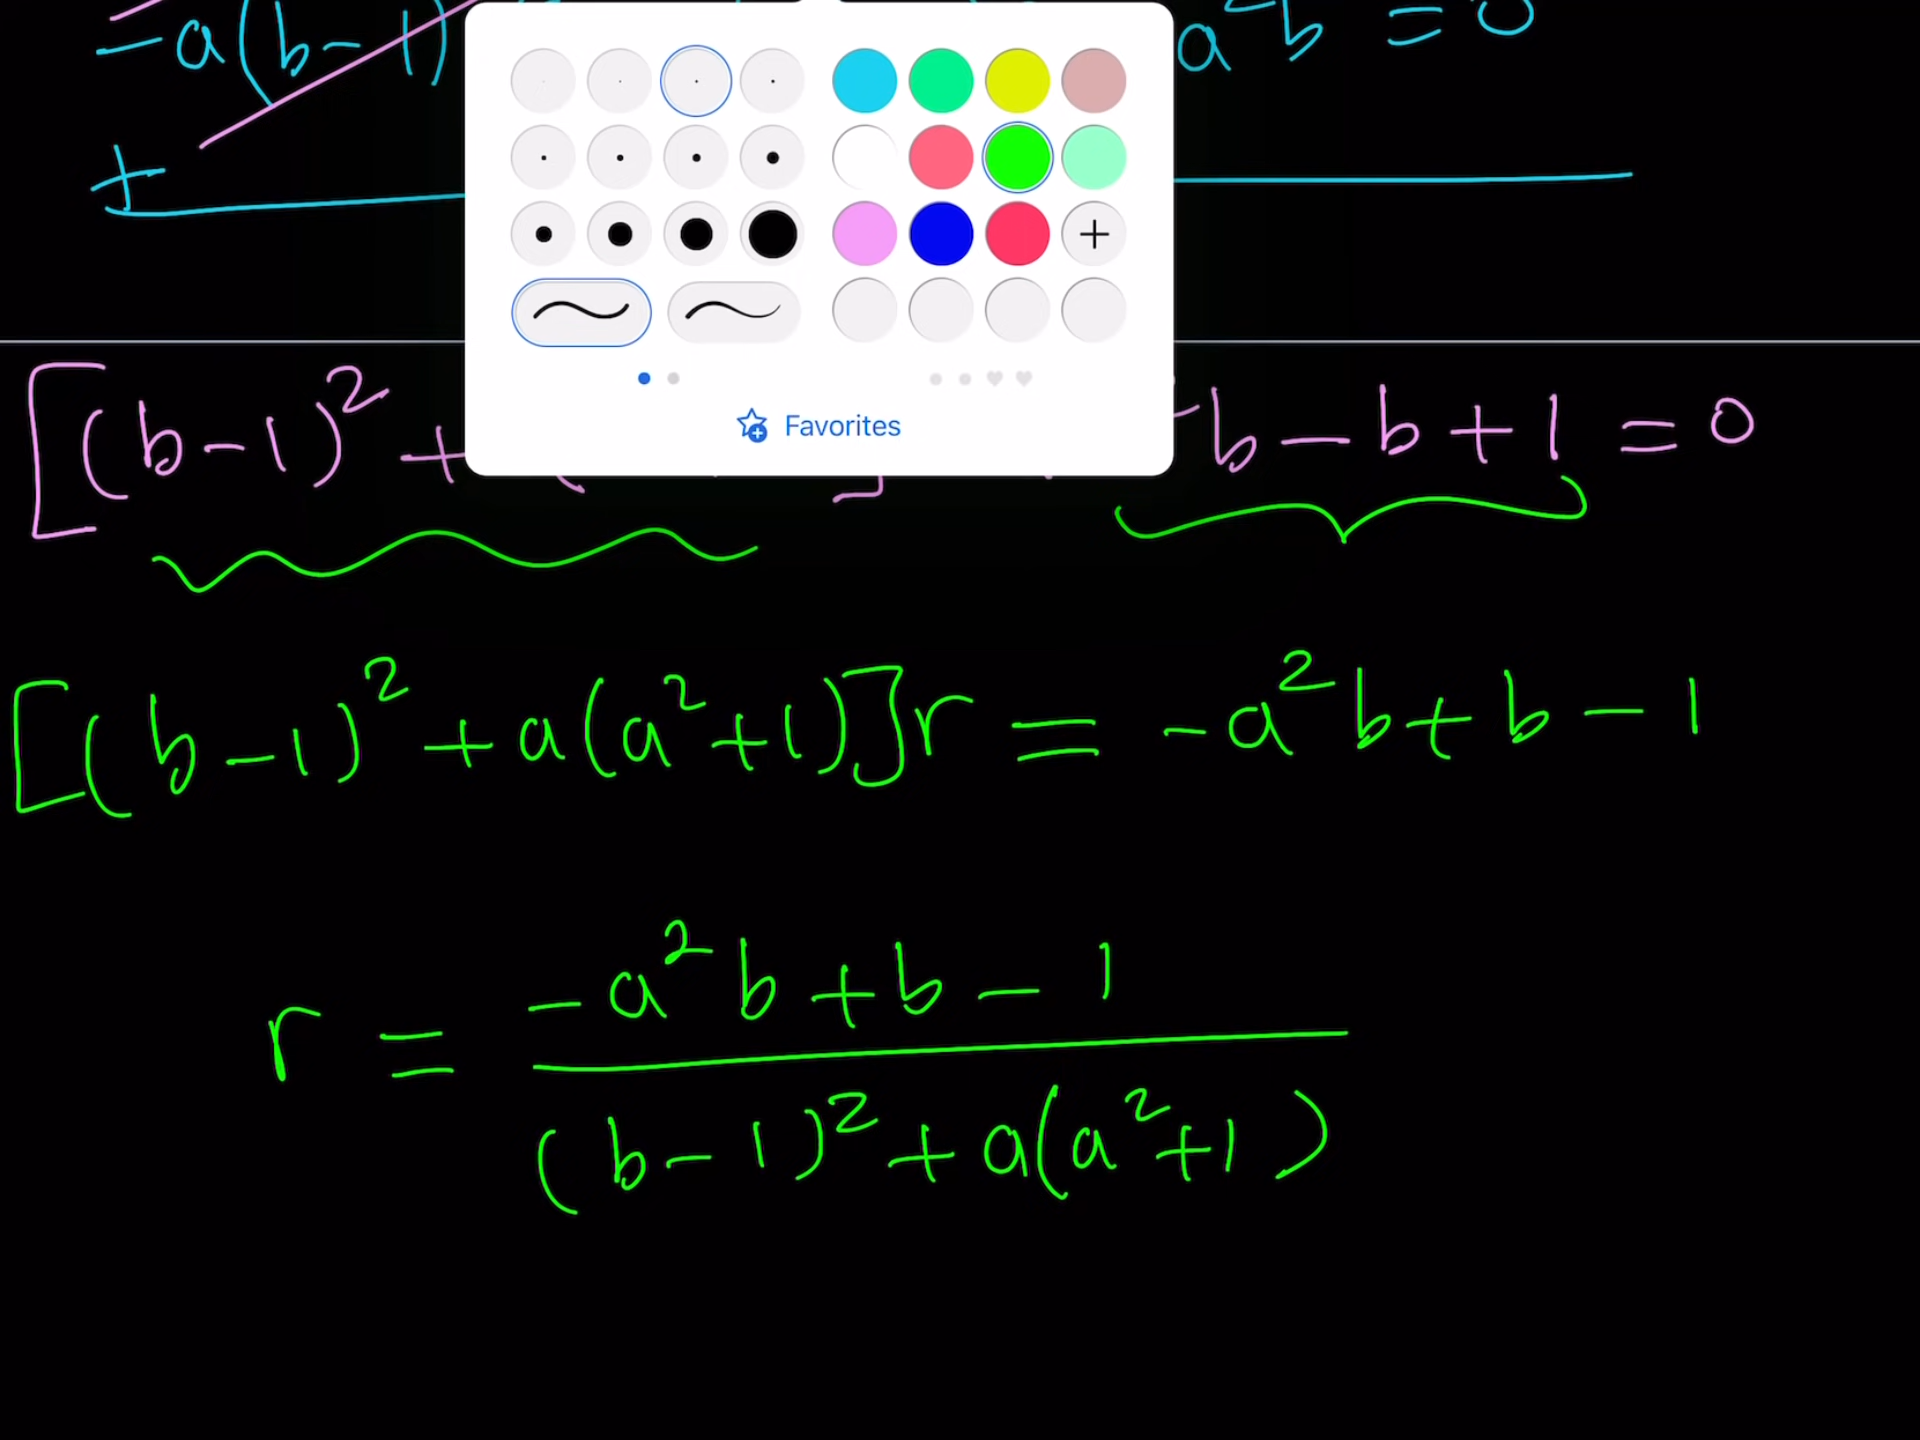 -a(b-1) a²b = 0
+
[(b-1)² + b - b + 1 = 0
Favorites
[(b-1)² + a(a²+1)]r = -a²b + b - 1
r = (-a²b + b - 1) / ((b-1)² + a(a²+1))